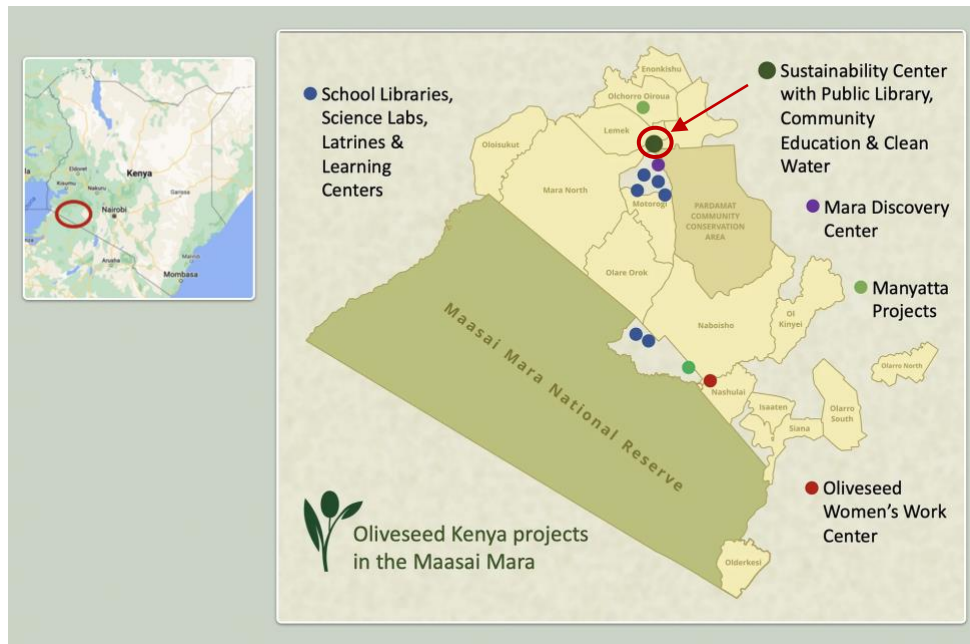 Eldoret
Kisumu
Nakuru
Kenya
Garissa
Nairobi
Arusha
Malindi
Mombasa
School Libraries,
Science Labs,
Latrines &
Learning
Centers
Sustainability Center
with Public Library,
Community
Education & Clean
Water
Mara Discovery
Center
Manyatta
Projects
Oliveseed
Women's Work
Center
Enonkishu
Olchorro Oiroua
Lemek
Oloisukut
Mara North
Motorogi
PARDAMAT
COMMUNITY
CONSERVATION
AREA
Olare Orok
Naboisho
Ol
Kinyei
Olarro North
Nashulai
Isaaten
Siana
Olarro
South
Maasai Mara National Reserve
Olderkesi
Oliveseed Kenya projects
in the Maasai Mara